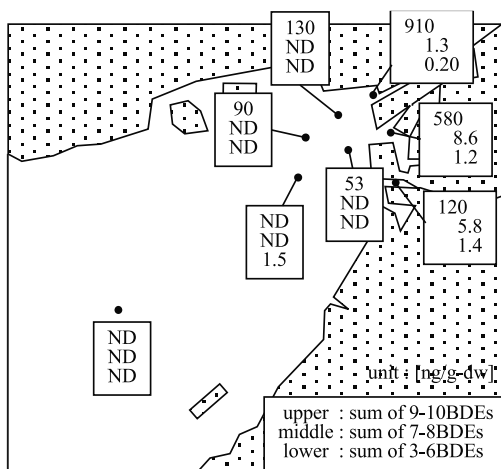 130
ND
ND
910
1.3
0.20
90
ND
ND
580
8.6
1.2
53
ND
ND
120
5.8
1.4
ND
ND
1.5
ND
ND
ND
unit : [ng/g-dw]
upper : sum of 9-10BDEs
middle : sum of 7-8BDEs
lower : sum of 3-6BDEs